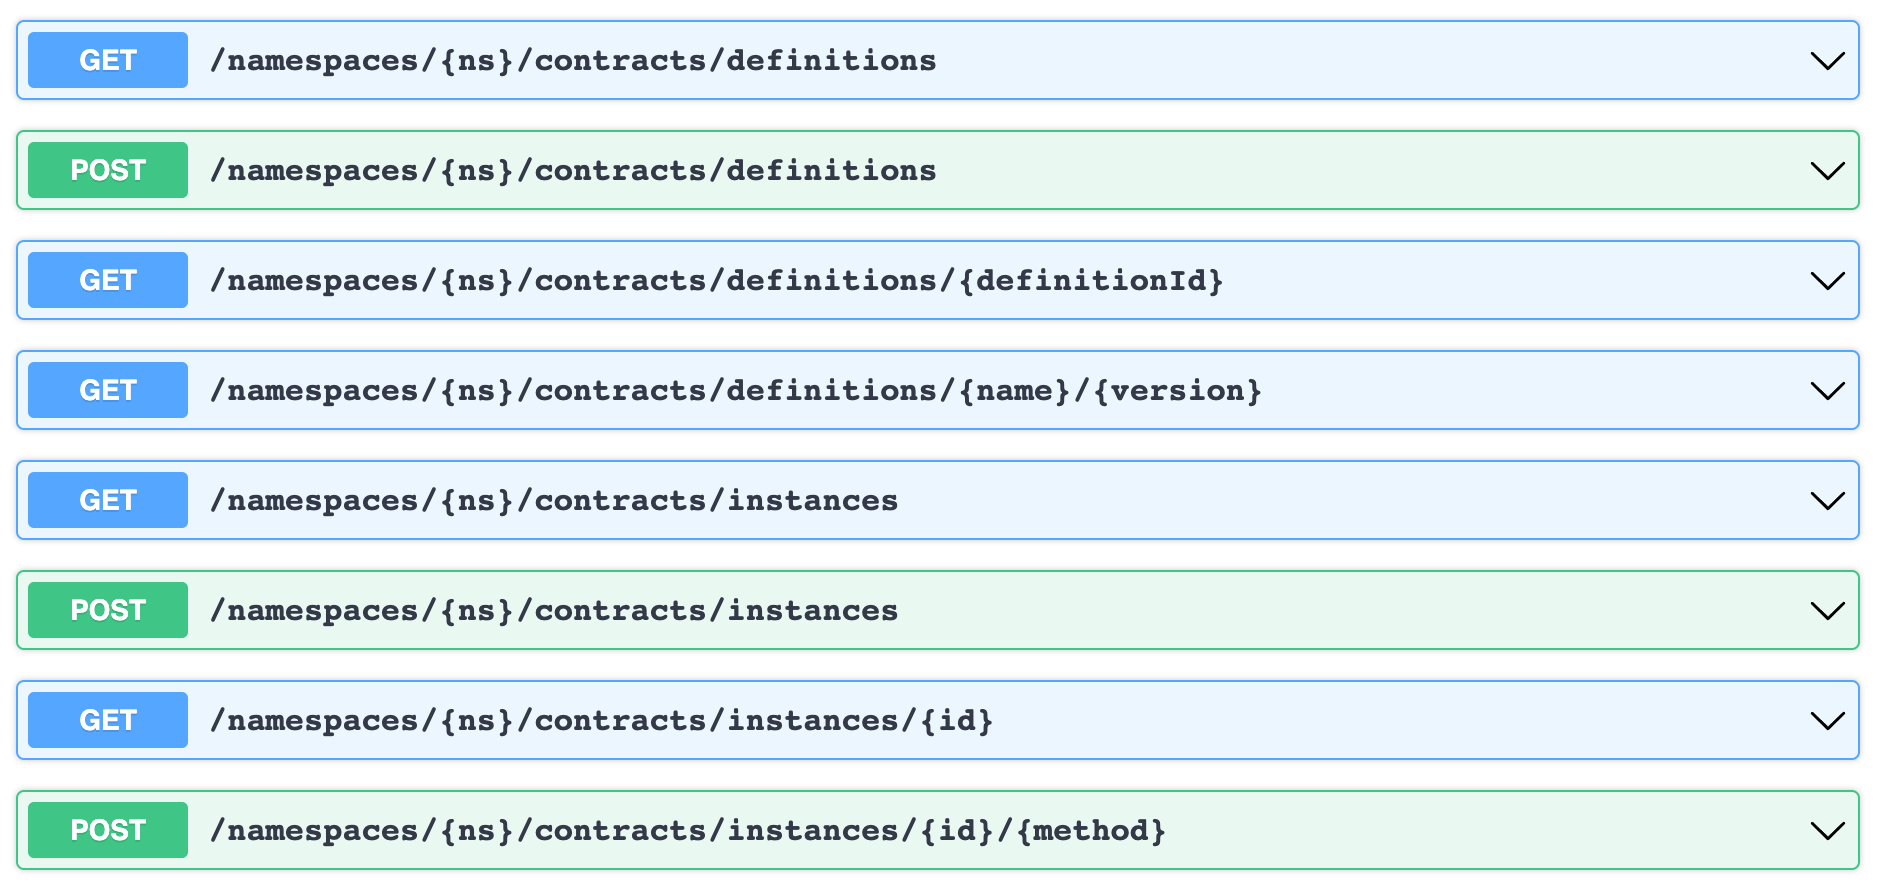 GET /namespaces/{ns}/contracts/definitions
POST /namespaces/{ns}/contracts/definitions
GET /namespaces/{ns}/contracts/definitions/{definitionId}
GET /namespaces/{ns}/contracts/definitions/{name}/{version}
GET /namespaces/{ns}/contracts/instances
POST /namespaces/{ns}/contracts/instances
GET /namespaces/{ns}/contracts/instances/{id}
POST /namespaces/{ns}/contracts/instances/{id}/{method}